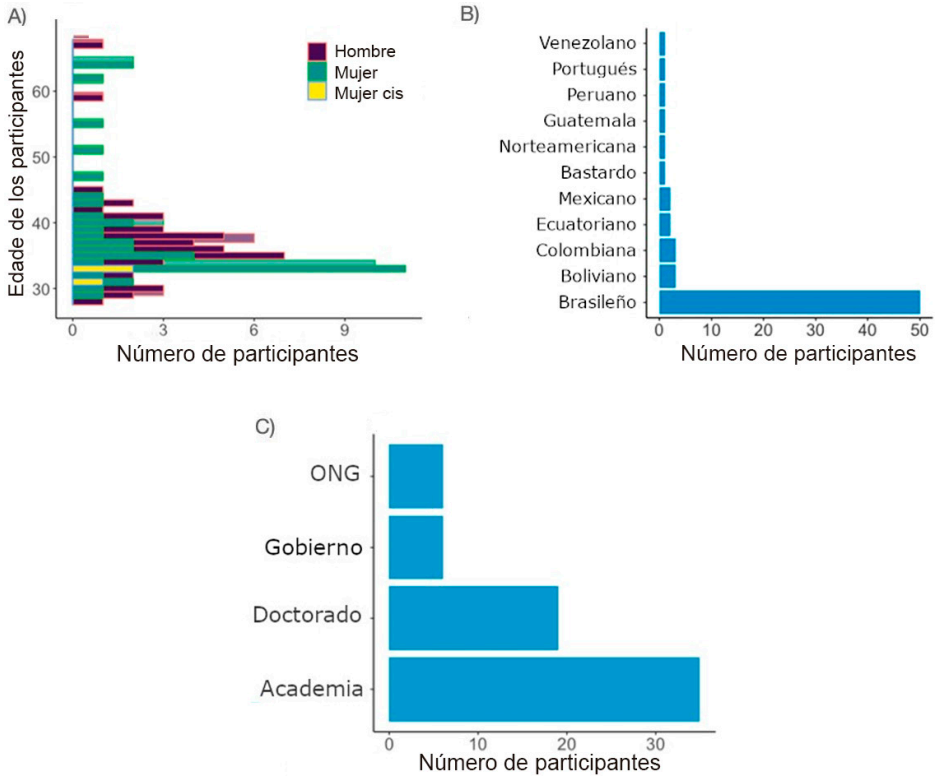 A)
Edade de los participantes
60
50
40
30
0 3 6 9
Número de participantes
Hombre
Mujer
Mujer cis
B)
Venezolano
Portugués
Peruano
Guatemala
Norteamericana
Bastardo
Mexicano
Ecuatoriano
Colombiana
Boliviano
Brasileño
0 10 20 30 40 50
Número de participantes
C)
ONG
Gobierno
Doctorado
Academia
0 10 20 30
Número de participantes